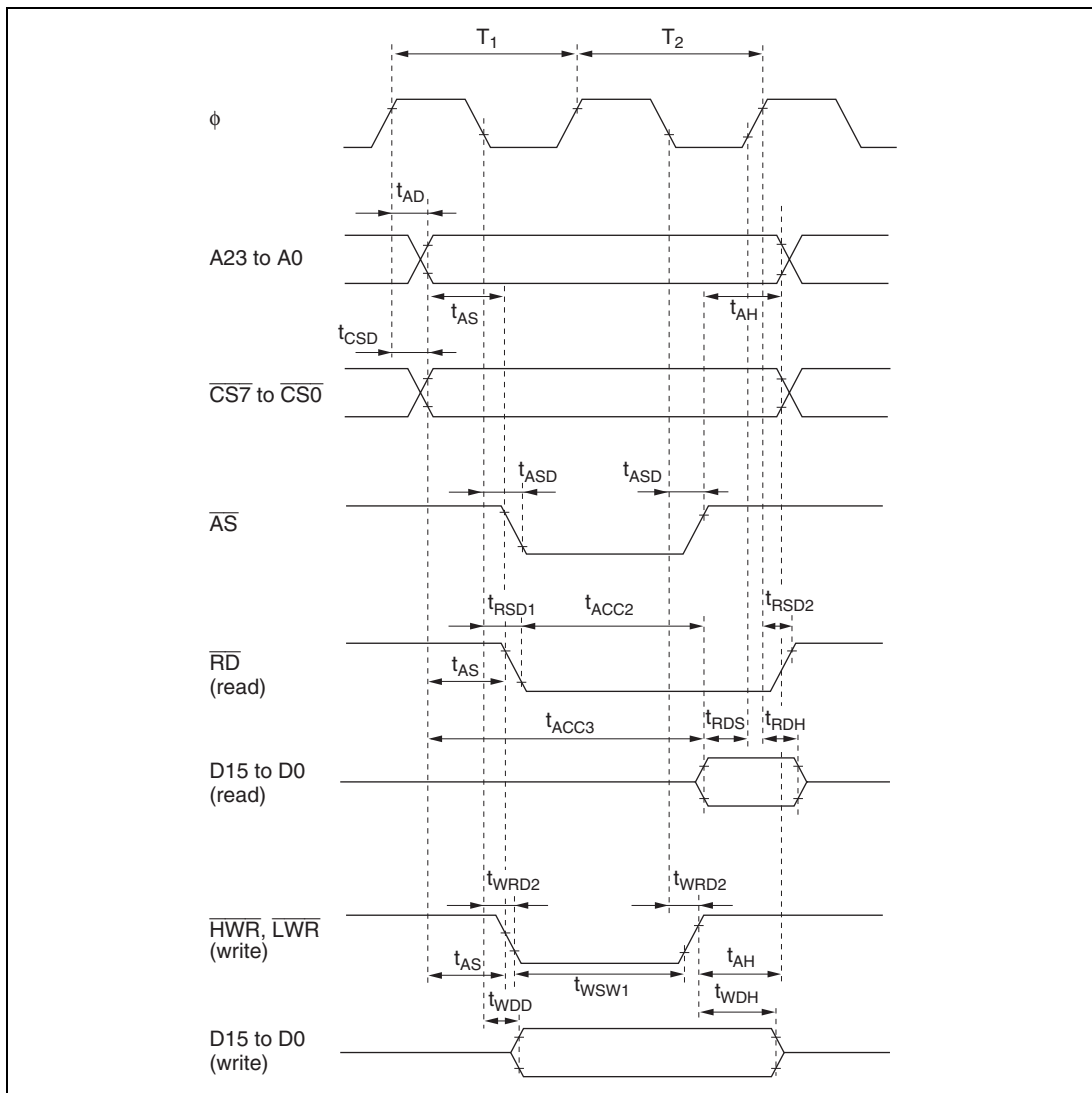 T1 T2
ϕ
tAD
A23 to A0
tAS tAH
tCSD
CS7 to CS0
tASD tASD
AS
tRSD1 tACC2 tRSD2
RD
(read)
tAS
tACC3 tRDS tRDH
D15 to D0
(read)
tWRD2 tWRD2
HWR, LWR
(write)
tAS tWSW1 tAH
tWDD tWDH
D15 to D0
(write)